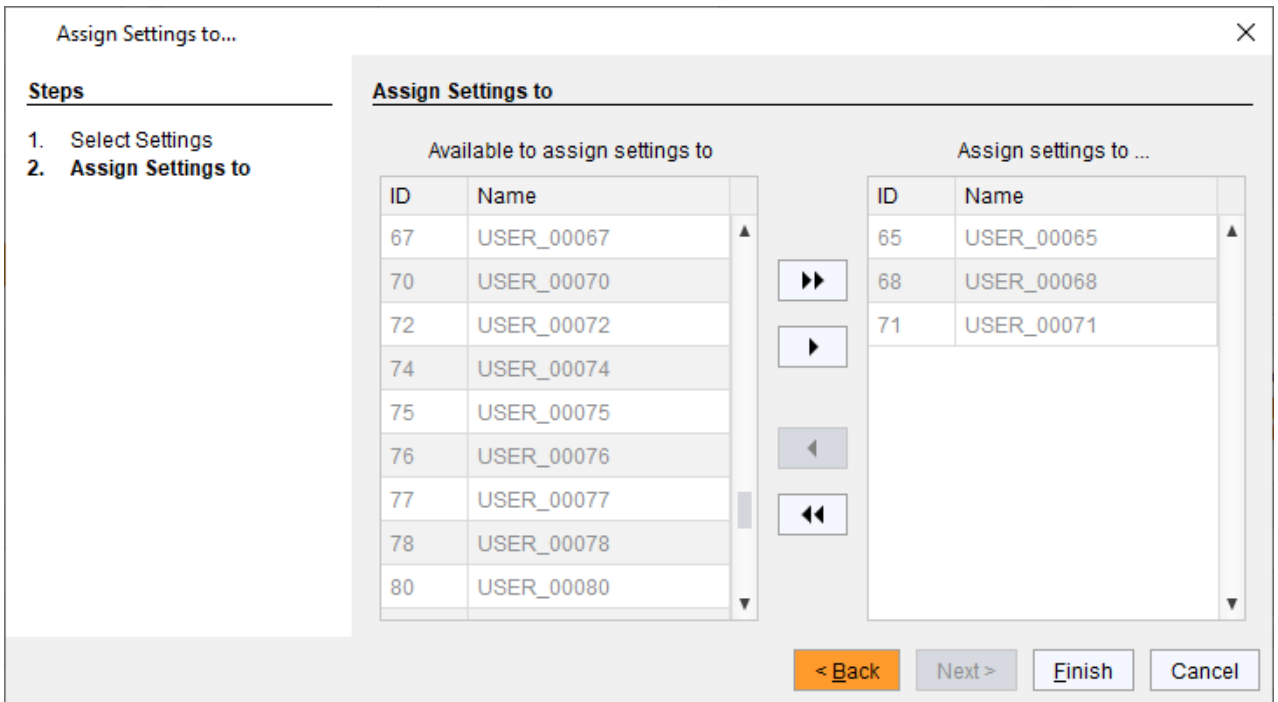 Assign Settings to...
Steps
1. Select Settings
2. Assign Settings to
Assign Settings to
Available to assign settings to
ID Name
67 USER_00067
70 USER_00070
72 USER_00072
74 USER_00074
75 USER_00075
76 USER_00076
77 USER_00077
78 USER_00078
80 USER_00080
Assign settings to ...
ID Name
65 USER_00065
68 USER_00068
71 USER_00071
< Back Next > Finish Cancel